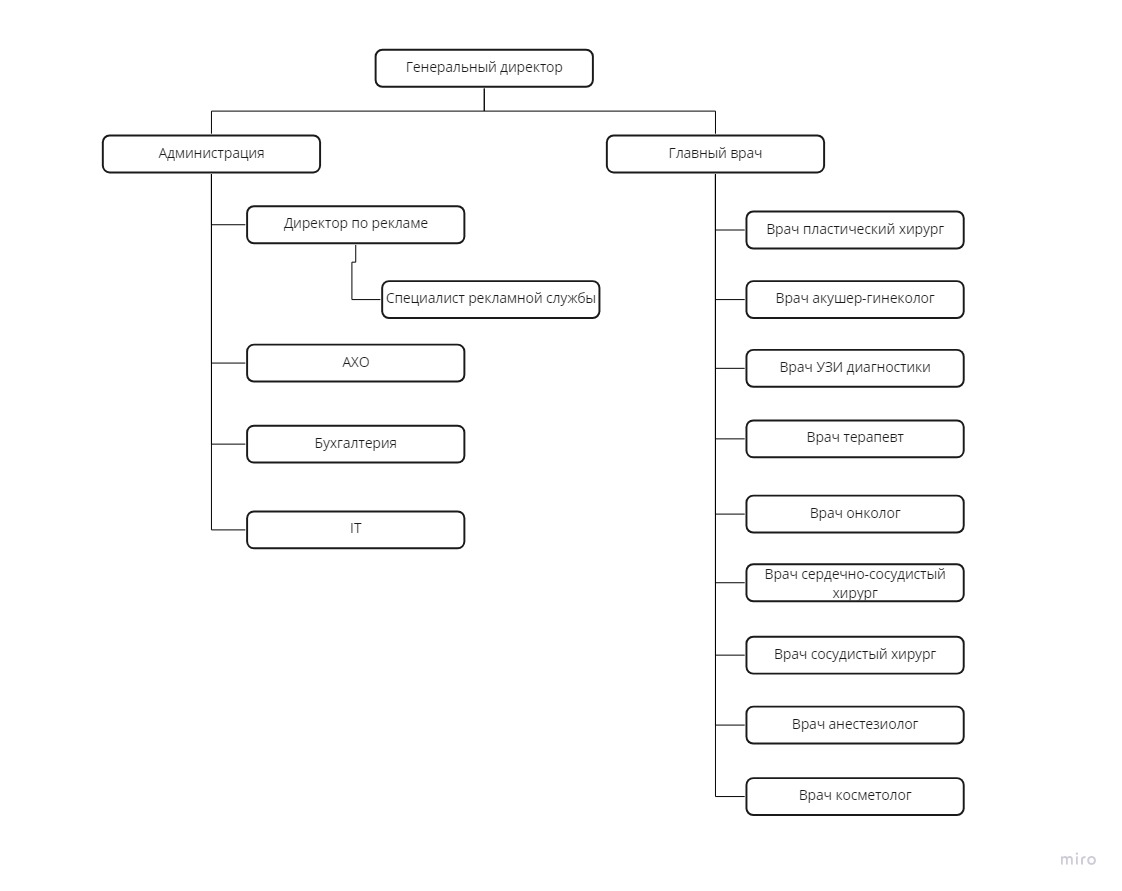 Генеральный директор
Администрация
Главный врач
Директор по рекламе
Специалист рекламной службы
АХО
Бухгалтерия
IT
Врач пластический хирург
Врач акушер-гинеколог
Врач УЗИ диагностики
Врач терапевт
Врач онколог
Врач сердечно-сосудистый
хирург
Врач сосудистый хирург
Врач анестезиолог
Врач косметолог
miro